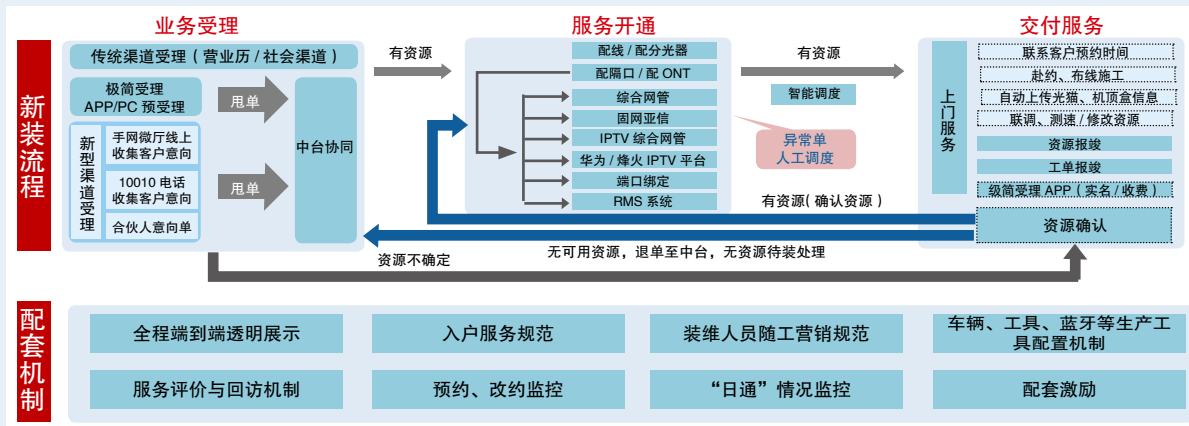 业务受理
服务开通
交付服务
新装流程
传统渠道受理（营业历 / 社会渠道）
极简受理
APP/PC 预受理
甩单
新型渠道受理
手网微厅线上
收集客户意向
10010 电话
收集客户意向
合伙人意向单
甩单
中台协同
有资源
配线 / 配分光器
配隔口 / 配 ONT
综合网管
固网亚信
IPTV 综合网管
华为 / 烽火 IPTV 平台
端口绑定
RMS 系统
有资源
智能调度
异常单
人工调度
上门服务
联系客户预约时间
赴约、布线施工
自动上传光猫、机顶盒信息
联调、测速 / 修改资源
资源报竣
工单报竣
级简受理 APP（实名 / 收费）
资源确认
有资源( 确认资源 )
无可用资源，退单至中台，无资源待装处理
资源不确定
配套机制
全程端到端透明展示
入户服务规范
装维人员随工营销规范
车辆、工具、蓝牙等生产工
具配置机制
服务评价与回访机制
预约、改约监控
“日通”情况监控
配套激励